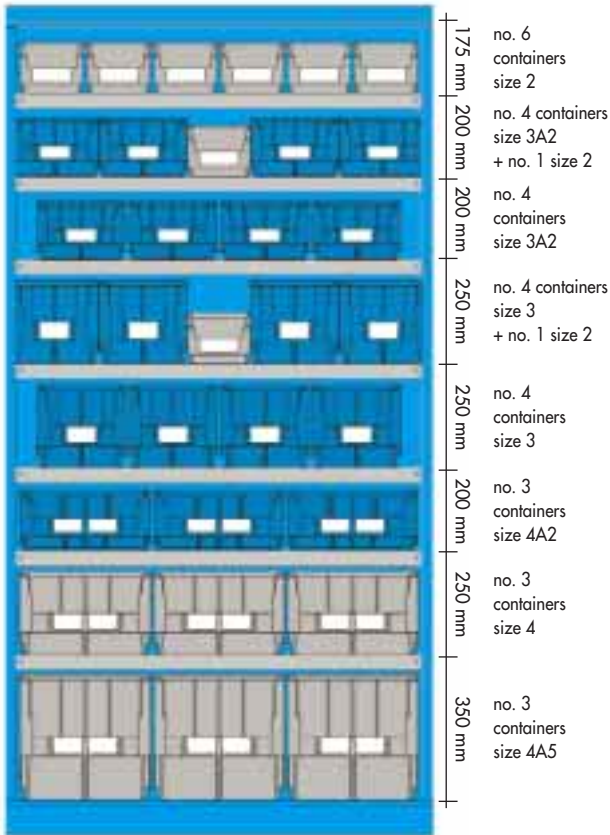 175 mm
no. 6
containers
size 2
200 mm
no. 4 containers
size 3A2
+ no. 1 size 2
200 mm
no. 4
containers
size 3A2
250 mm
no. 4 containers
size 3
+ no. 1 size 2
250 mm
no. 4
containers
size 3
200 mm
no. 3
containers
size 4A2
250 mm
no. 3
containers
size 4
350 mm
no. 3
containers
size 4A5